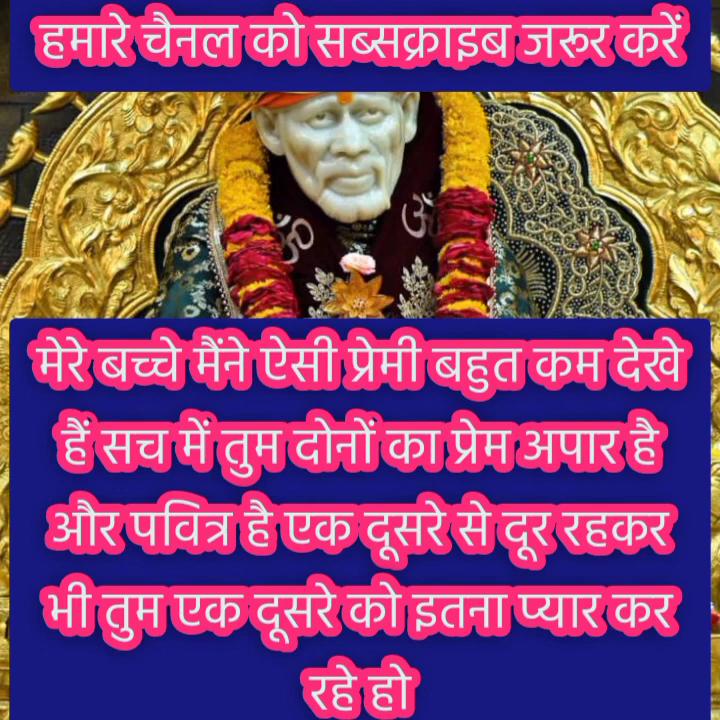 हमारे चैनल को सब्सक्राइब जरूर करें
ॐ ॐ
मेरे बच्चे मैंने ऐसी प्रेमी बहुत कम देखे
हैं सच में तुम दोनों का प्रेम अपार है
और पवित्र है एक दूसरे से दूर रहकर
भी तुम एक दूसरे को इतना प्यार कर
रहे हो